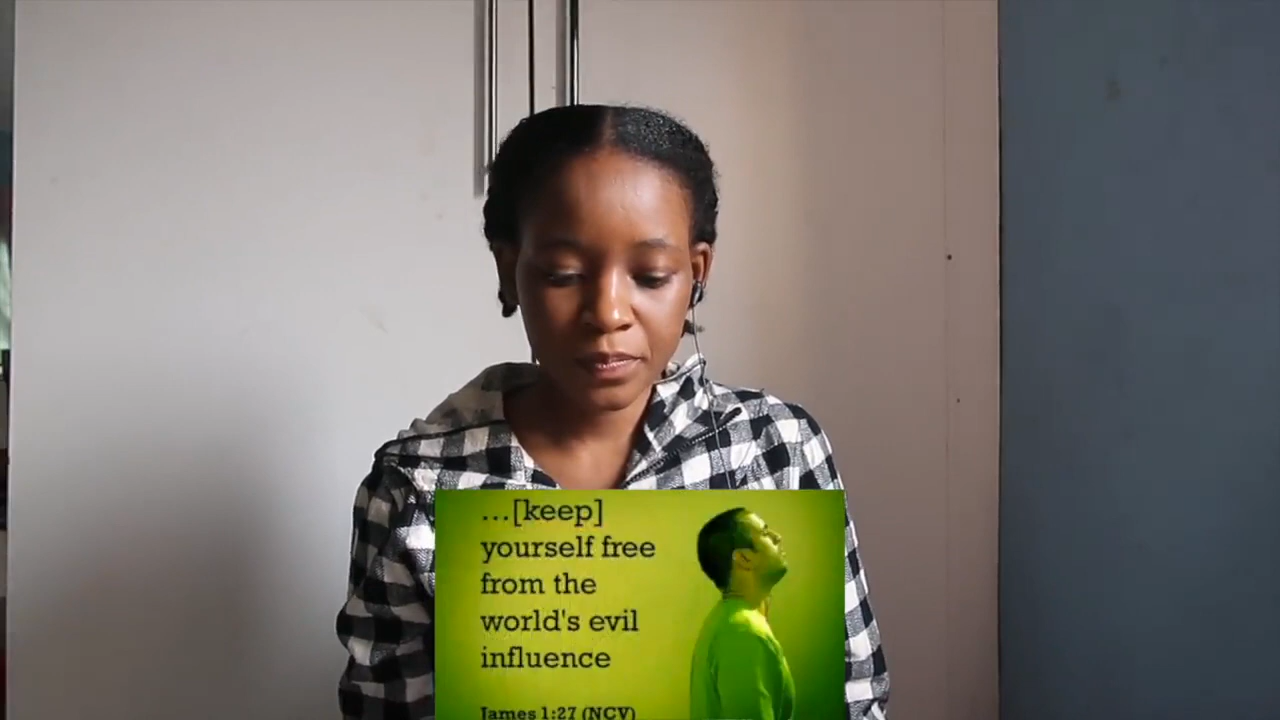 ...[keep]
yourself free
from the
world's evil
influence
James 1:27 (NCV)